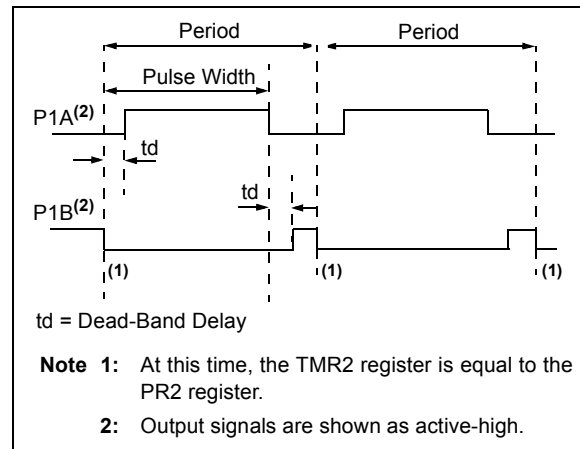 Period Period
Pulse Width
P1A(2)
td
td
P1B(2)
(1) (1) (1)
td = Dead-Band Delay
Note 1: At this time, the TMR2 register is equal to the
PR2 register.
2: Output signals are shown as active-high.